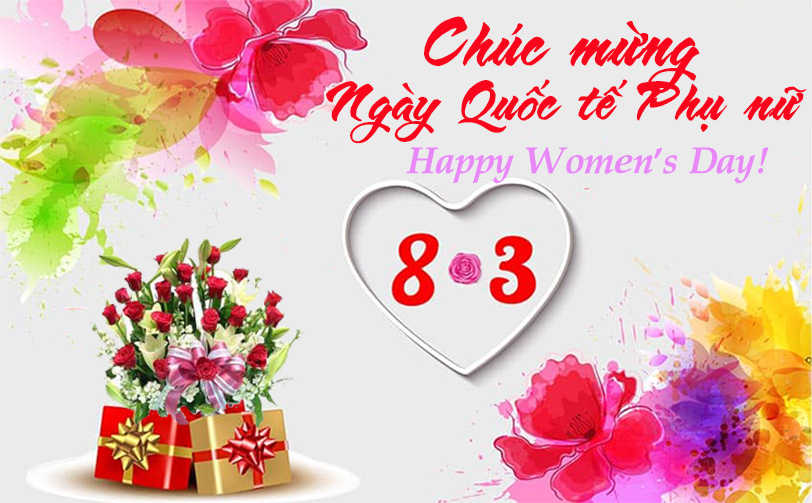 Chúc mừng
Ngày Quốc tế Phụ nữ
Happy Women's Day!
8 3